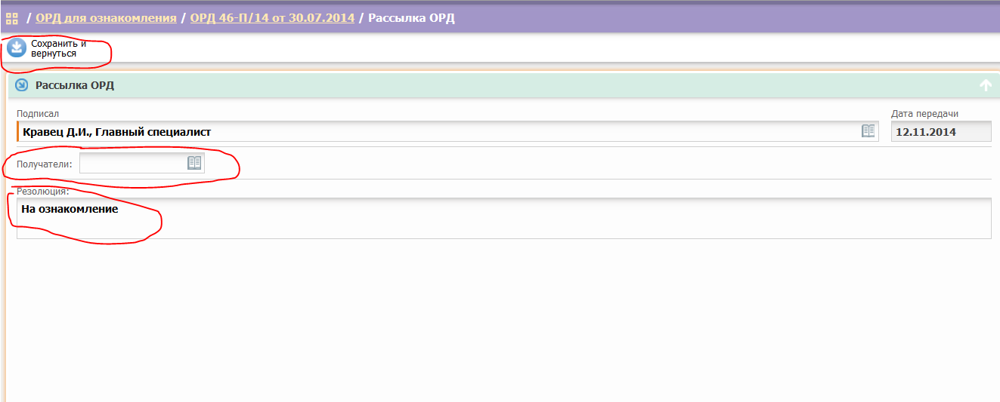 / ОРД для ознакомления / ОРД 46-П/14 от 30.07.2014 / Рассылка ОРД
Сохранить и
вернуться
Рассылка ОРД
Подписал
Дата передачи
Кравец Д.И., Главный специалист
12.11.2014
Получатели:
Резолюция:
На ознакомление